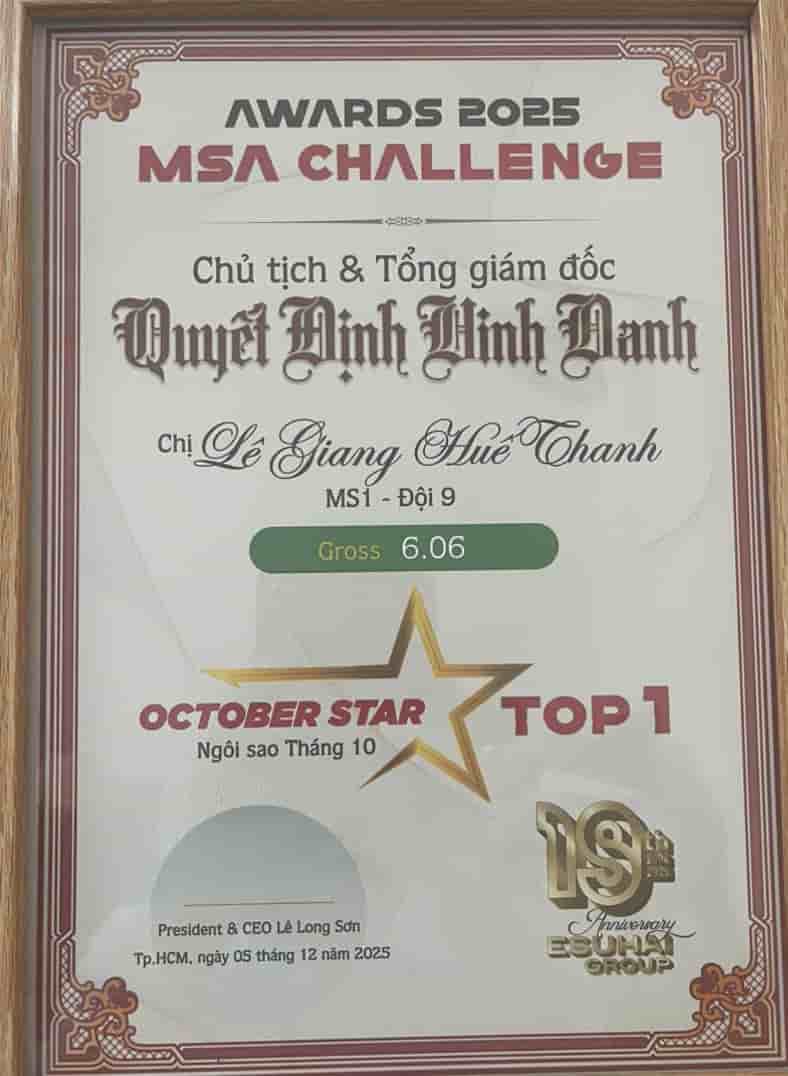 AWARDS 2025
MSA CHALLENGE
Chủ tịch & Tổng giám đốc
Quyết Định Vinh Danh
Chị Lê Giang Huế Thanh
MS1 - Đội 9
Gross 6.06
OCTOBER STAR TOP 1
Ngôi sao Tháng 10
19th
Anniversary
ESUHAI
GROUP
President & CEO Lê Long Sơn
Tp.HCM, ngày 05 tháng 12 năm 2025